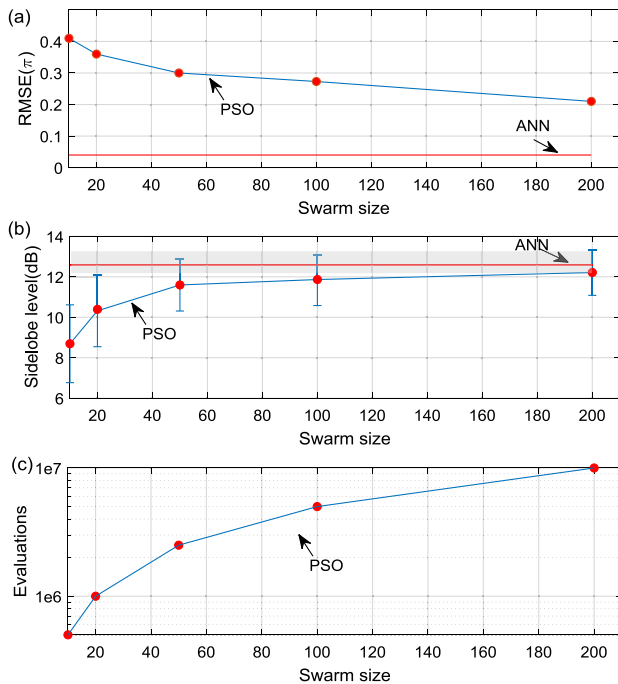 (a)
0.4
0.3
0.2
0.1
0
RMSE(π)
PSO
ANN
20 40 60 80 100 120 140 160 180 200
Swarm size
(b)
14
12
10
8
6
Sidelobe level(dB)
ANN
PSO
20 40 60 80 100 120 140 160 180 200
Swarm size
(c)
1e7
1e6
Evaluations
PSO
20 40 60 80 100 120 140 160 180 200
Swarm size